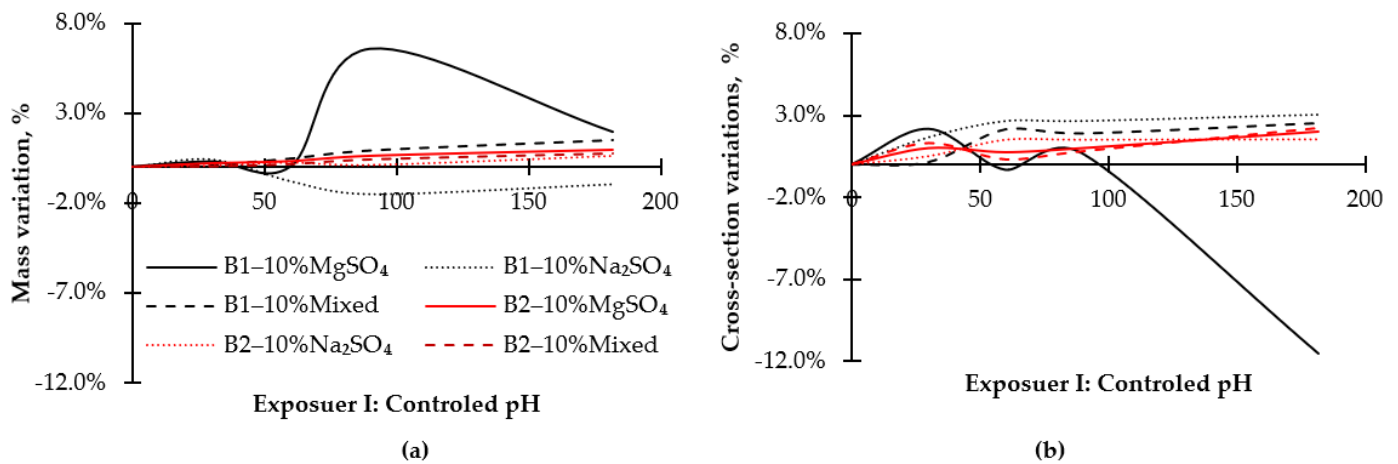 Mass variation, %
8.0%
3.0%
-2.0%
-7.0%
-12.0%
0 50 100 150 200
B1–10%MgSO₄ B1–10%Na₂SO₄
B1–10%Mixed B2–10%MgSO₄
B2–10%Na₂SO₄ B2–10%Mixed
Exposuer I: Controled pH
(a)
Cross-section variations, %
8.0%
3.0%
-2.0%
-7.0%
-12.0%
0 50 100 150 200
Exposuer I: Controled pH
(b)